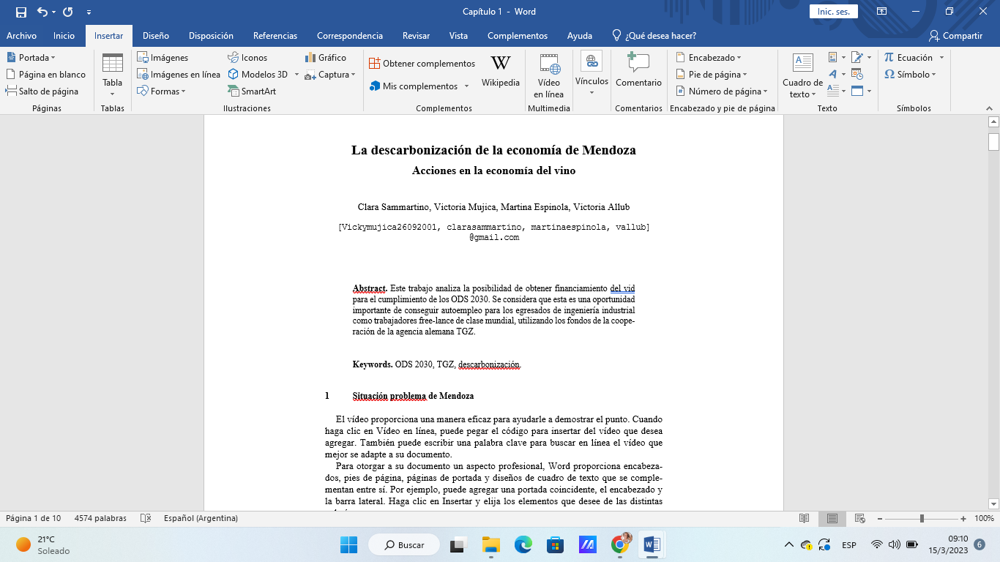 Capítulo 1 - Word
Inic. ses.
Archivo Inicio Insertar Diseño Disposición Referencias Correspondencia Revisar Vista Complementos Ayuda ¿Qué desea hacer? Compartir
Portada
Página en blanco
Salto de página
Páginas
Tabla
Tablas
Imágenes
Imágenes en línea
Formas
Iconos
Modelos 3D
SmartArt
Gráfico
Captura
Ilustraciones
Obtener complementos
Mis complementos
W
Wikipedia
Complementos
Vídeo
en línea
Multimedia
Vínculos
Comentario
Comentarios
Encabezado
Pie de página
Número de página
Encabezado y pie de página
Cuadro de
texto
Texto
π Ecuación
Ω Símbolo
Símbolos
La descarbonización de la economía de Mendoza
Acciones en la economía del vino
Clara Sammartino, Victoria Mujica, Martina Espinola, Victoria Allub
[Vickymujica26092001, clarasammartino, martinaespinola, vallub]
@gmail.com
Abstract. Este trabajo analiza la posibilidad de obtener financiamiento del vid
para el cumplimiento de los ODS 2030. Se considera que esta es una oportunidad
importante de conseguir autoempleo para los egresados de ingeniería industrial
como trabajadores free-lance de clase mundial, utilizando los fondos de la coope-
ración de la agencia alemana TGZ.
Keywords. ODS 2030, TGZ, descarbonización.
1 Situación problema de Mendoza
El vídeo proporciona una manera eficaz para ayudarle a demostrar el punto. Cuando
haga clic en Vídeo en línea, puede pegar el código para insertar del vídeo que desea
agregar. También puede escribir una palabra clave para buscar en línea el vídeo que
mejor se adapte a su documento.
Para otorgar a su documento un aspecto profesional, Word proporciona encabeza-
dos, pies de página, páginas de portada y diseños de cuadro de texto que se comple-
mentan entre sí. Por ejemplo, puede agregar una portada coincidente, el encabezado y
la barra lateral. Haga clic en Insertar y elija los elementos que desee de las distintas
Página 1 de 10 4574 palabras Español (Argentina) 100%
21°C
Soleado
Buscar
ESP
09:10
15/3/2023
6